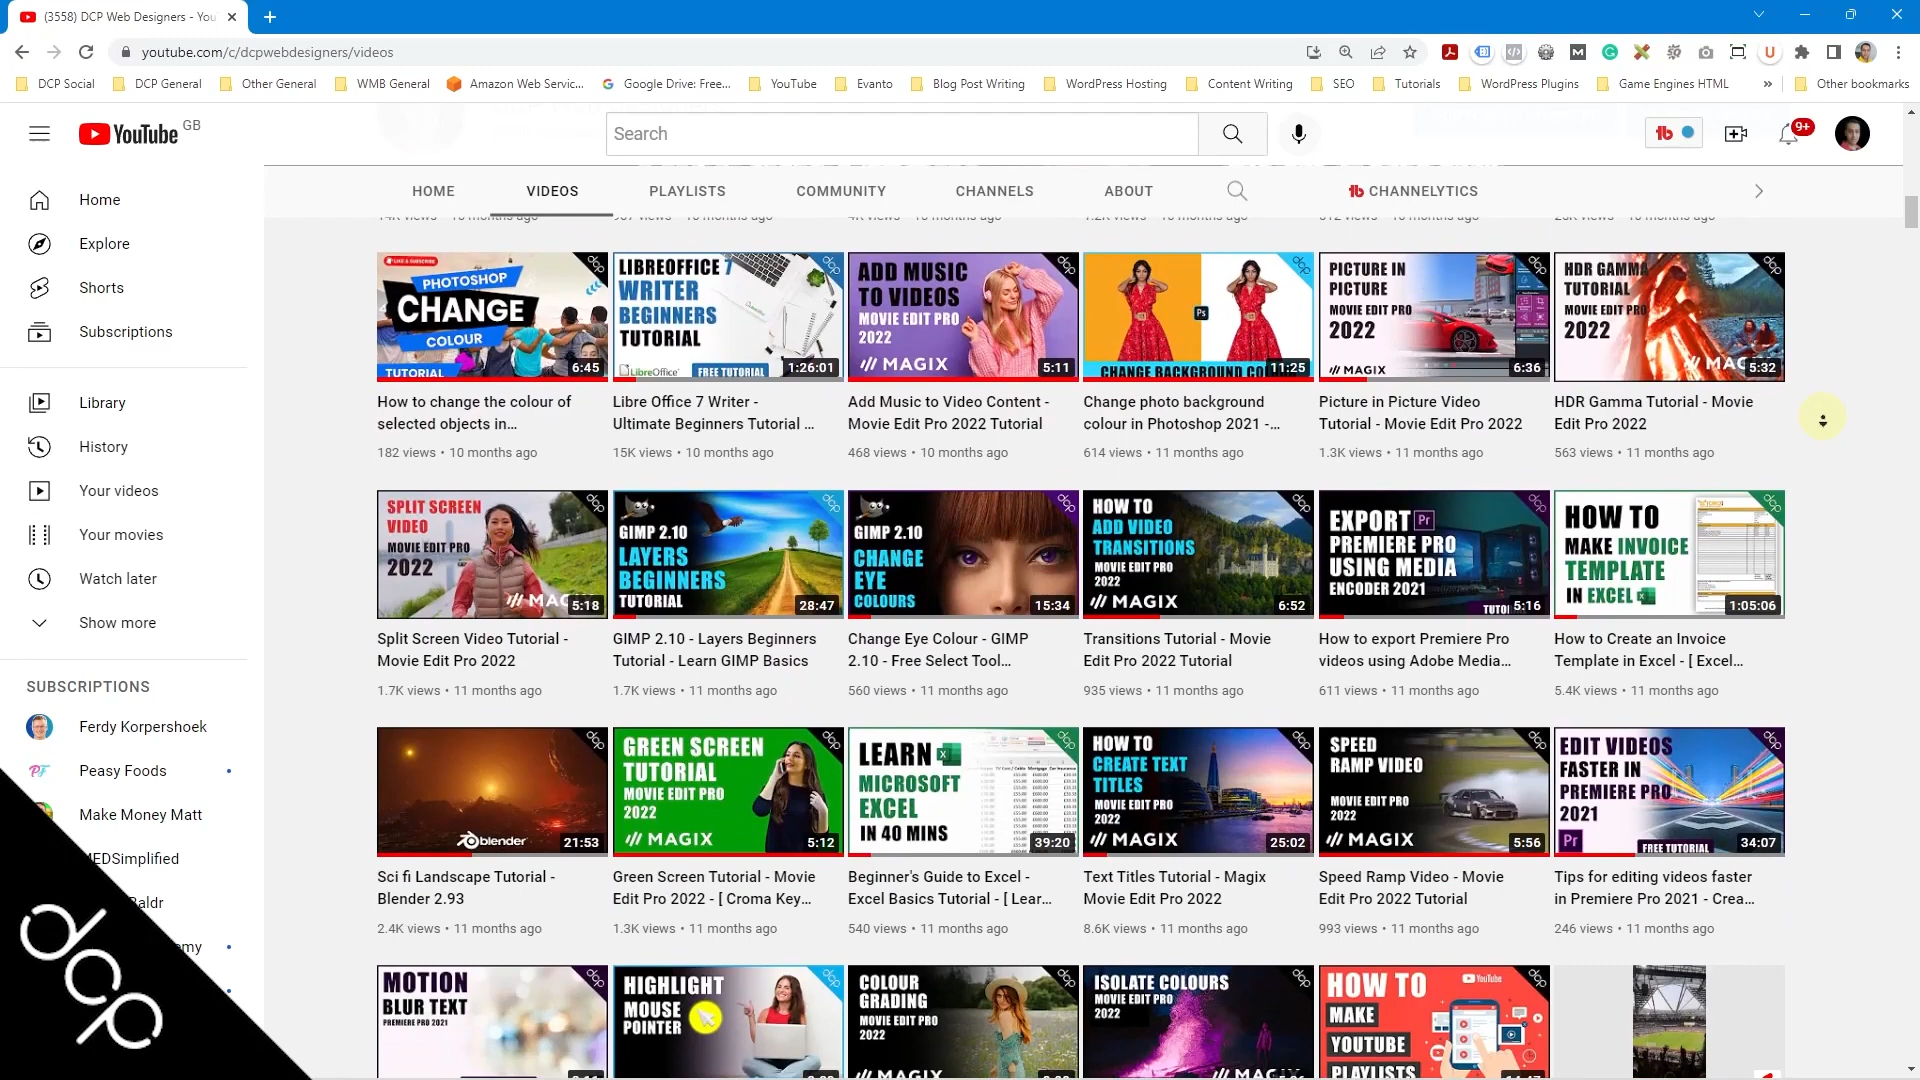 (3558) DCP Web Designers - You
youtube.com/c/dcpwebdesigners/videos
DCP Social
DCP General
Other General
WMB General
Amazon Web Servic...
Google Drive: Free...
YouTube
Evanto
Blog Post Writing
WordPress Hosting
Content Writing
SEO
Tutorials
WordPress Plugins
Game Engines HTML
»
Other bookmarks
YouTube GB
Search
9+
HOME
VIDEOS
PLAYLISTS
COMMUNITY
CHANNELS
ABOUT
CHANNELYTICS
Home
Explore
Shorts
Subscriptions
Library
History
Your videos
Your movies
Watch later
Show more
SUBSCRIPTIONS
Ferdy Korpershoek
Peasy Foods
Make Money Matt
MEDSimplified
Baldr
emy
dcp
LIKE & SUBSCRIBE
PHOTOSHOP
CHANGE
COLOUR
TUTORIAL
6:45
How to change the colour of
selected objects in...
182 views • 10 months ago
LIBREOFFICE 7
WRITER
BEGINNERS
TUTORIAL
LibreOffice
FREE TUTORIAL
1:26:01
Libre Office 7 Writer -
Ultimate Beginners Tutorial ...
15K views • 10 months ago
ADD MUSIC
TO VIDEOS
MOVIE EDIT PRO
2022
MAGIX
5:11
Add Music to Video Content -
Movie Edit Pro 2022 Tutorial
468 views • 10 months ago
Ps
CHANGE BACKGROUND CO
11:25
Change photo background
colour in Photoshop 2021 -...
614 views • 11 months ago
PICTURE IN
PICTURE
MOVIE EDIT PRO
2022
MAGIX
6:36
Picture in Picture Video
Tutorial - Movie Edit Pro 2022
1.3K views • 11 months ago
HDR GAMMA
TUTORIAL
MOVIE EDIT PRO
2022
MAG
5:32
HDR Gamma Tutorial - Movie
Edit Pro 2022
563 views • 11 months ago
SPLIT SCREEN
VIDEO
MOVIE EDIT PRO
2022
MAG
5:18
Split Screen Video Tutorial -
Movie Edit Pro 2022
1.7K views • 11 months ago
GIMP 2.10
LAYERS
BEGINNERS
TUTORIAL
28:47
GIMP 2.10 - Layers Beginners
Tutorial - Learn GIMP Basics
1.7K views • 11 months ago
GIMP 2.10
CHANGE
EYE
COLOURS
15:34
Change Eye Colour - GIMP
2.10 - Free Select Tool...
560 views • 11 months ago
HOW TO
ADD VIDEO
TRANSITIONS
MOVIE EDIT PRO
2022
MAGIX
6:52
Transitions Tutorial - Movie
Edit Pro 2022 Tutorial
935 views • 11 months ago
EXPORT Pr
PREMIERE PRO
USING MEDIA
ENCODER 2021
TUTO
5:16
How to export Premiere Pro
videos using Adobe Media...
611 views • 11 months ago
HOW TO
MAKE INVOICE
TEMPLATE
IN EXCEL
1:05:06
How to Create an Invoice
Template in Excel - [ Excel...
5.4K views • 11 months ago
blender
21:53
Sci fi Landscape Tutorial -
Blender 2.93
2.4K views • 11 months ago
GREEN SCREEN
TUTORIAL
MOVIE EDIT PRO
2022
MAGIX
5:12
Green Screen Tutorial - Movie
Edit Pro 2022 - [ Croma Key...
1.3K views • 11 months ago
LEARN
MICROSOFT
EXCEL
IN 40 MINS
39:20
Beginner's Guide to Excel -
Excel Basics Tutorial - [ Lear...
540 views • 11 months ago
HOW TO
CREATE TEXT
TITLES
MOVIE EDIT PRO
2022
MAGIX
25:02
Text Titles Tutorial - Magix
Movie Edit Pro 2022
8.6K views • 11 months ago
SPEED
RAMP VIDEO
MOVIE EDIT PRO
2022
MAGIX
5:56
Speed Ramp Video - Movie
Edit Pro 2022 Tutorial
993 views • 11 months ago
EDIT VIDEOS
FASTER IN
PREMIERE PRO
2021
Pr
FREE TUTORIAL
34:07
Tips for editing videos faster
in Premiere Pro 2021 - Crea...
246 views • 11 months ago
MOTION
BLUR TEXT
PREMIERE PRO 2021
HIGHLIGHT
MOUSE
POINTER
COLOUR
GRADING
MOVIE EDIT PRO
2022
ISOLATE COLOURS
MOVIE EDIT PRO
2022
HOW TO
MAKE
YOUTUBE
PLAYLISTS
YouTube